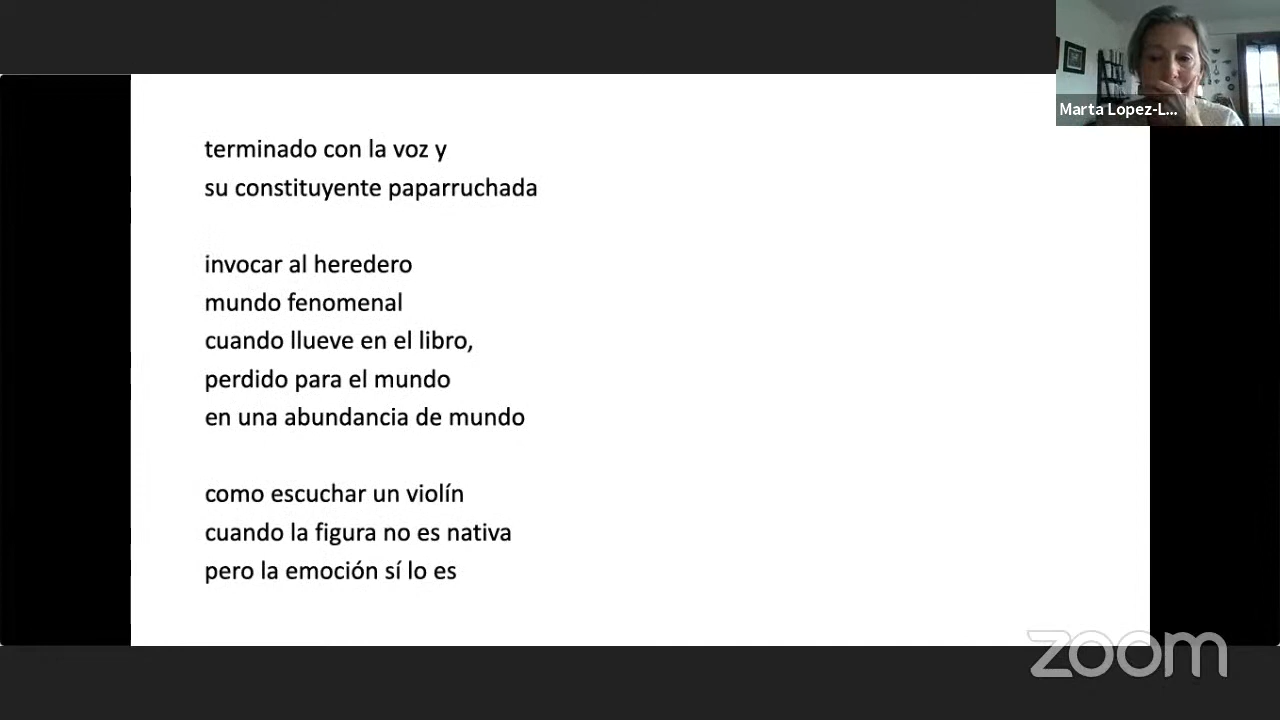 Marta Lopez-L...
terminado con la voz y
su constituyente paparruchada
invocar al heredero
mundo fenomenal
cuando llueve en el libro,
perdido para el mundo
en una abundancia de mundo
como escuchar un violín
cuando la figura no es nativa
pero la emoción sí lo es
zoom